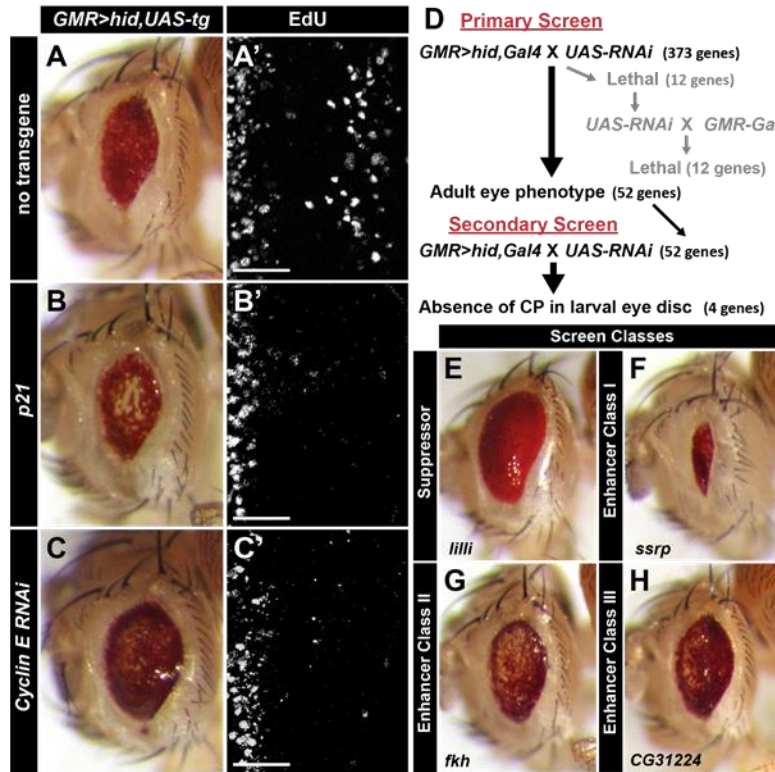 GMR>hid,UAS-tg
EdU
no transgene
A
A'
p21
B
B'
Cyclin E RNAi
C
C'
D
Primary Screen
GMR>hid,Gal4 X UAS-RNAi (373 genes)
Lethal (12 genes)
UAS-RNAi X GMR-Ga
Lethal (12 genes)
Adult eye phenotype (52 genes)
Secondary Screen
GMR>hid,Gal4 X UAS-RNAi (52 genes)
Absence of CP in larval eye disc (4 genes)
Screen Classes
Suppressor
E
lilli
Enhancer Class I
F
ssrp
Enhancer Class II
G
fkh
Enhancer Class III
H
CG31224